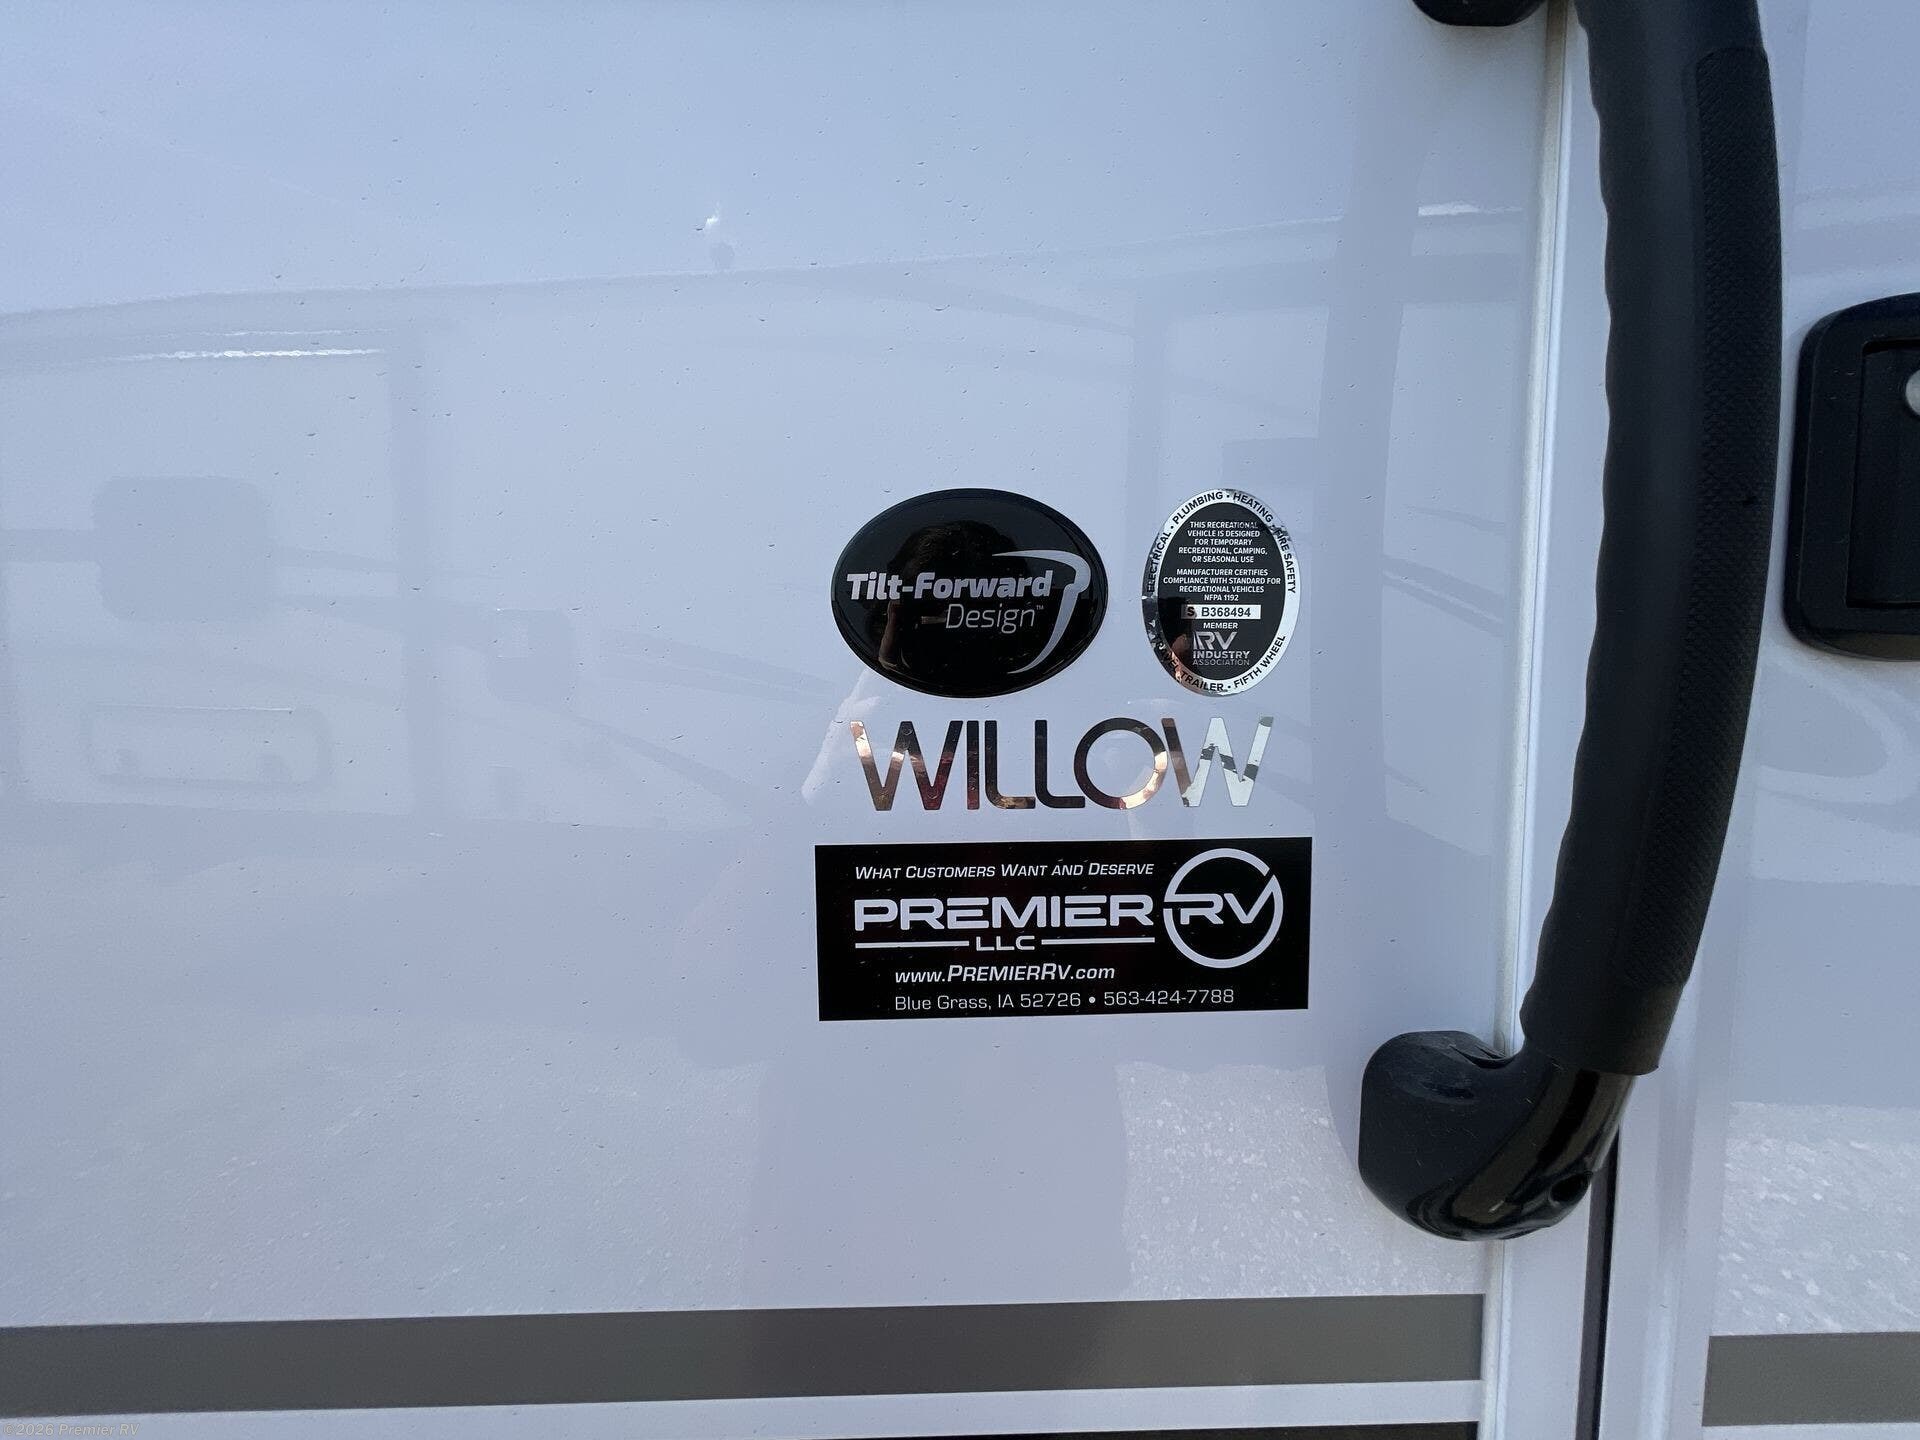 Tilt-Forward
Design™
ELECTRICAL • PLUMBING • HEATING • FIRE SAFETY
THIS RECREATIONAL
VEHICLE IS DESIGNED
FOR TEMPORARY
RECREATIONAL, CAMPING,
OR SEASONAL USE
MANUFACTURER CERTIFIES
COMPLIANCE WITH STANDARD FOR
RECREATIONAL VEHICLES
NFPA 1192
S B368494
MEMBER
RV
INDUSTRY
ASSOCIATION
TRAILER • FIFTH WHEEL
WILLOW
WHAT CUSTOMERS WANT AND DESERVE
PREMIER RV
LLC
www.PREMIERRV.com
Blue Grass, IA 52726 • 563-424-7788
©2026 Premier RV